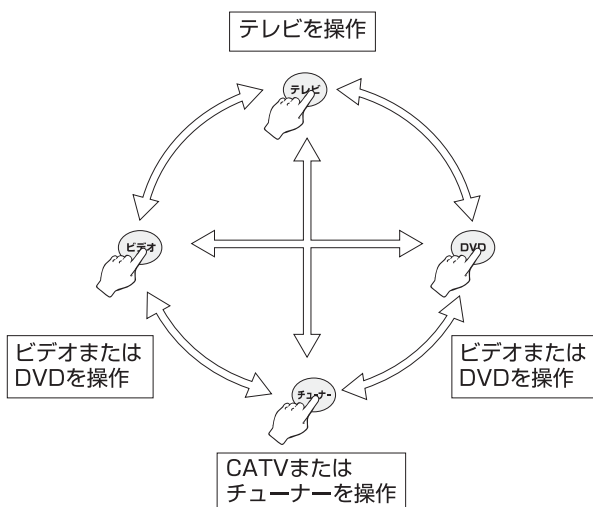 テレビを操作
テレビ
ビデオ
DVD
ビデオまたは
DVDを操作
ビデオまたは
DVDを操作
チューナー
CATVまたは
チューナーを操作